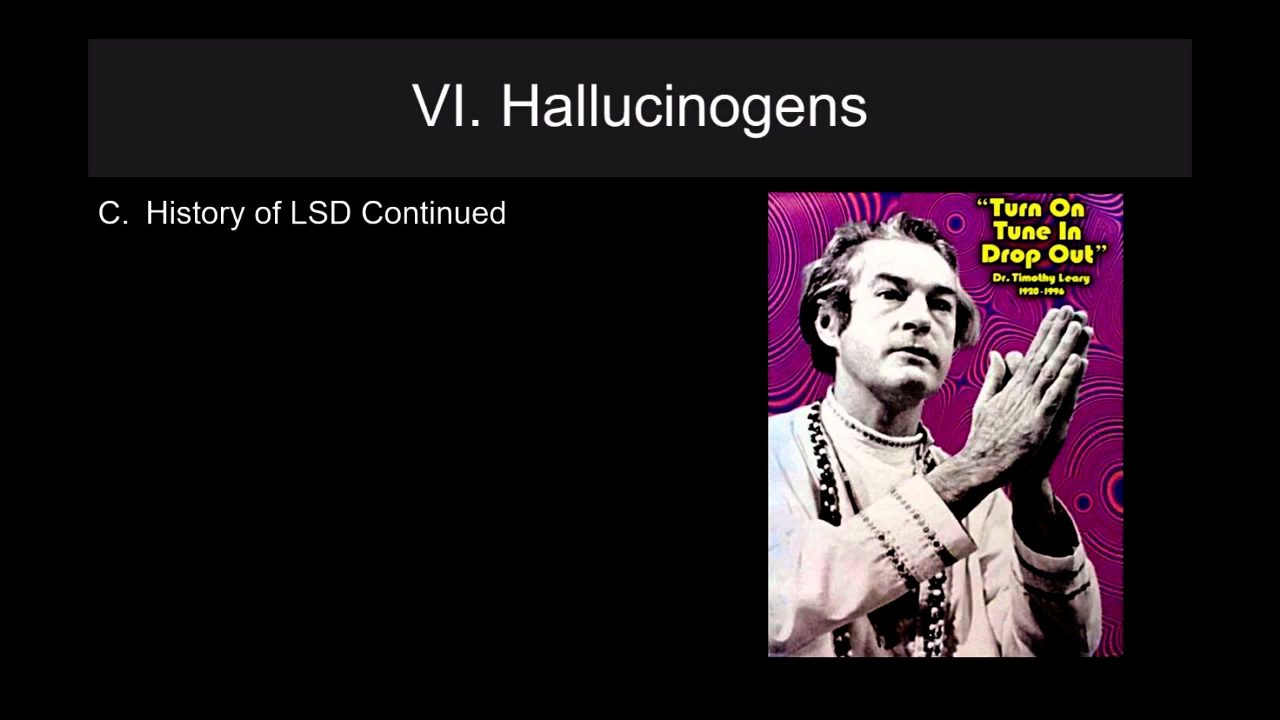 VI. Hallucinogens
C. History of LSD Continued
“Turn On
Tune In
Drop Out”
Dr. Timothy Leary
1920-1996